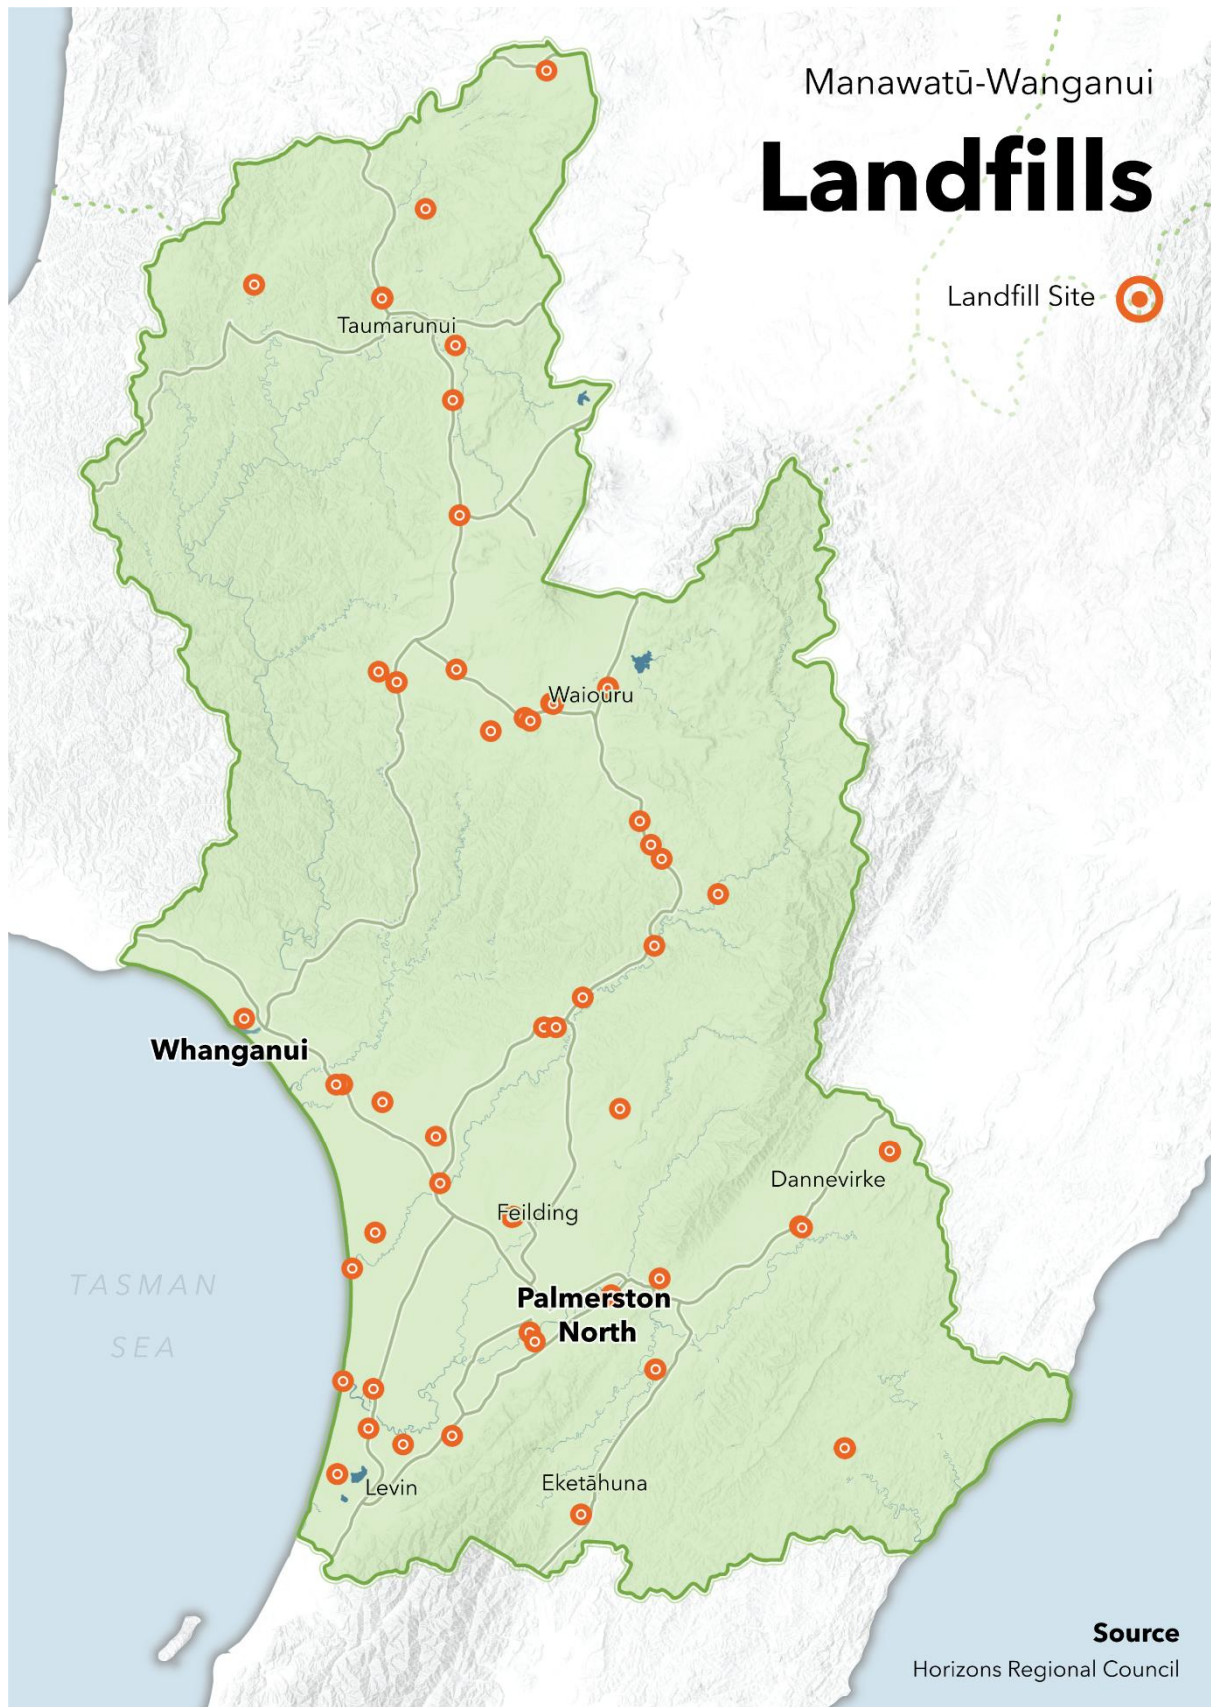 Manawatū-Wanganui
Landfills
Landfill Site
Taumarunui
Waiouru
Whanganui
Dannevirke
Feilding
TASMAN
SEA
Palmerston
North
Levin
Eketāhuna
Source
Horizons Regional Council